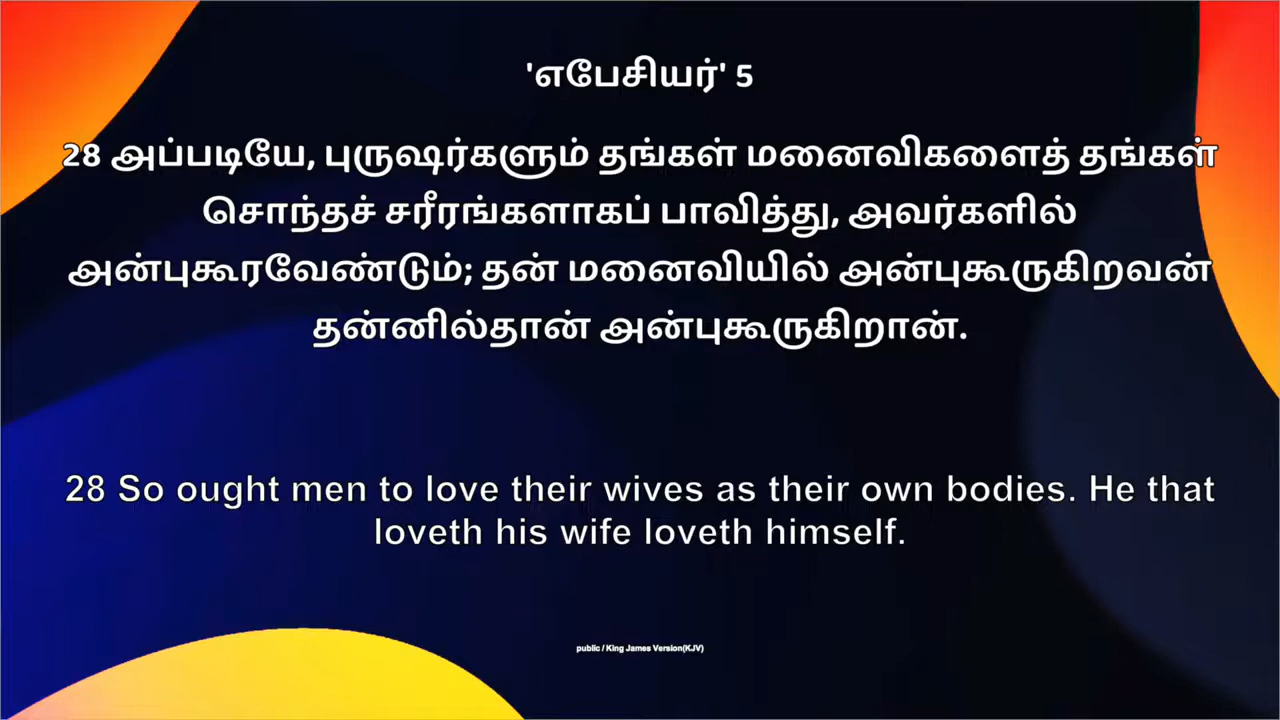 'எபேசியர்' 5
28 அப்படியே, புருஷர்களும் தங்கள் மனைவிகளைத் தங்கள்
சொந்தச் சரீரங்களாகப் பாவித்து, அவர்களில்
அன்புகூரவேண்டும்; தன் மனைவியில் அன்புகூருகிறவன்
தன்னில்தான் அன்புகூருகிறான்.
28 So ought men to love their wives as their own bodies. He that
loveth his wife loveth himself.
public / King James Version(KJV)